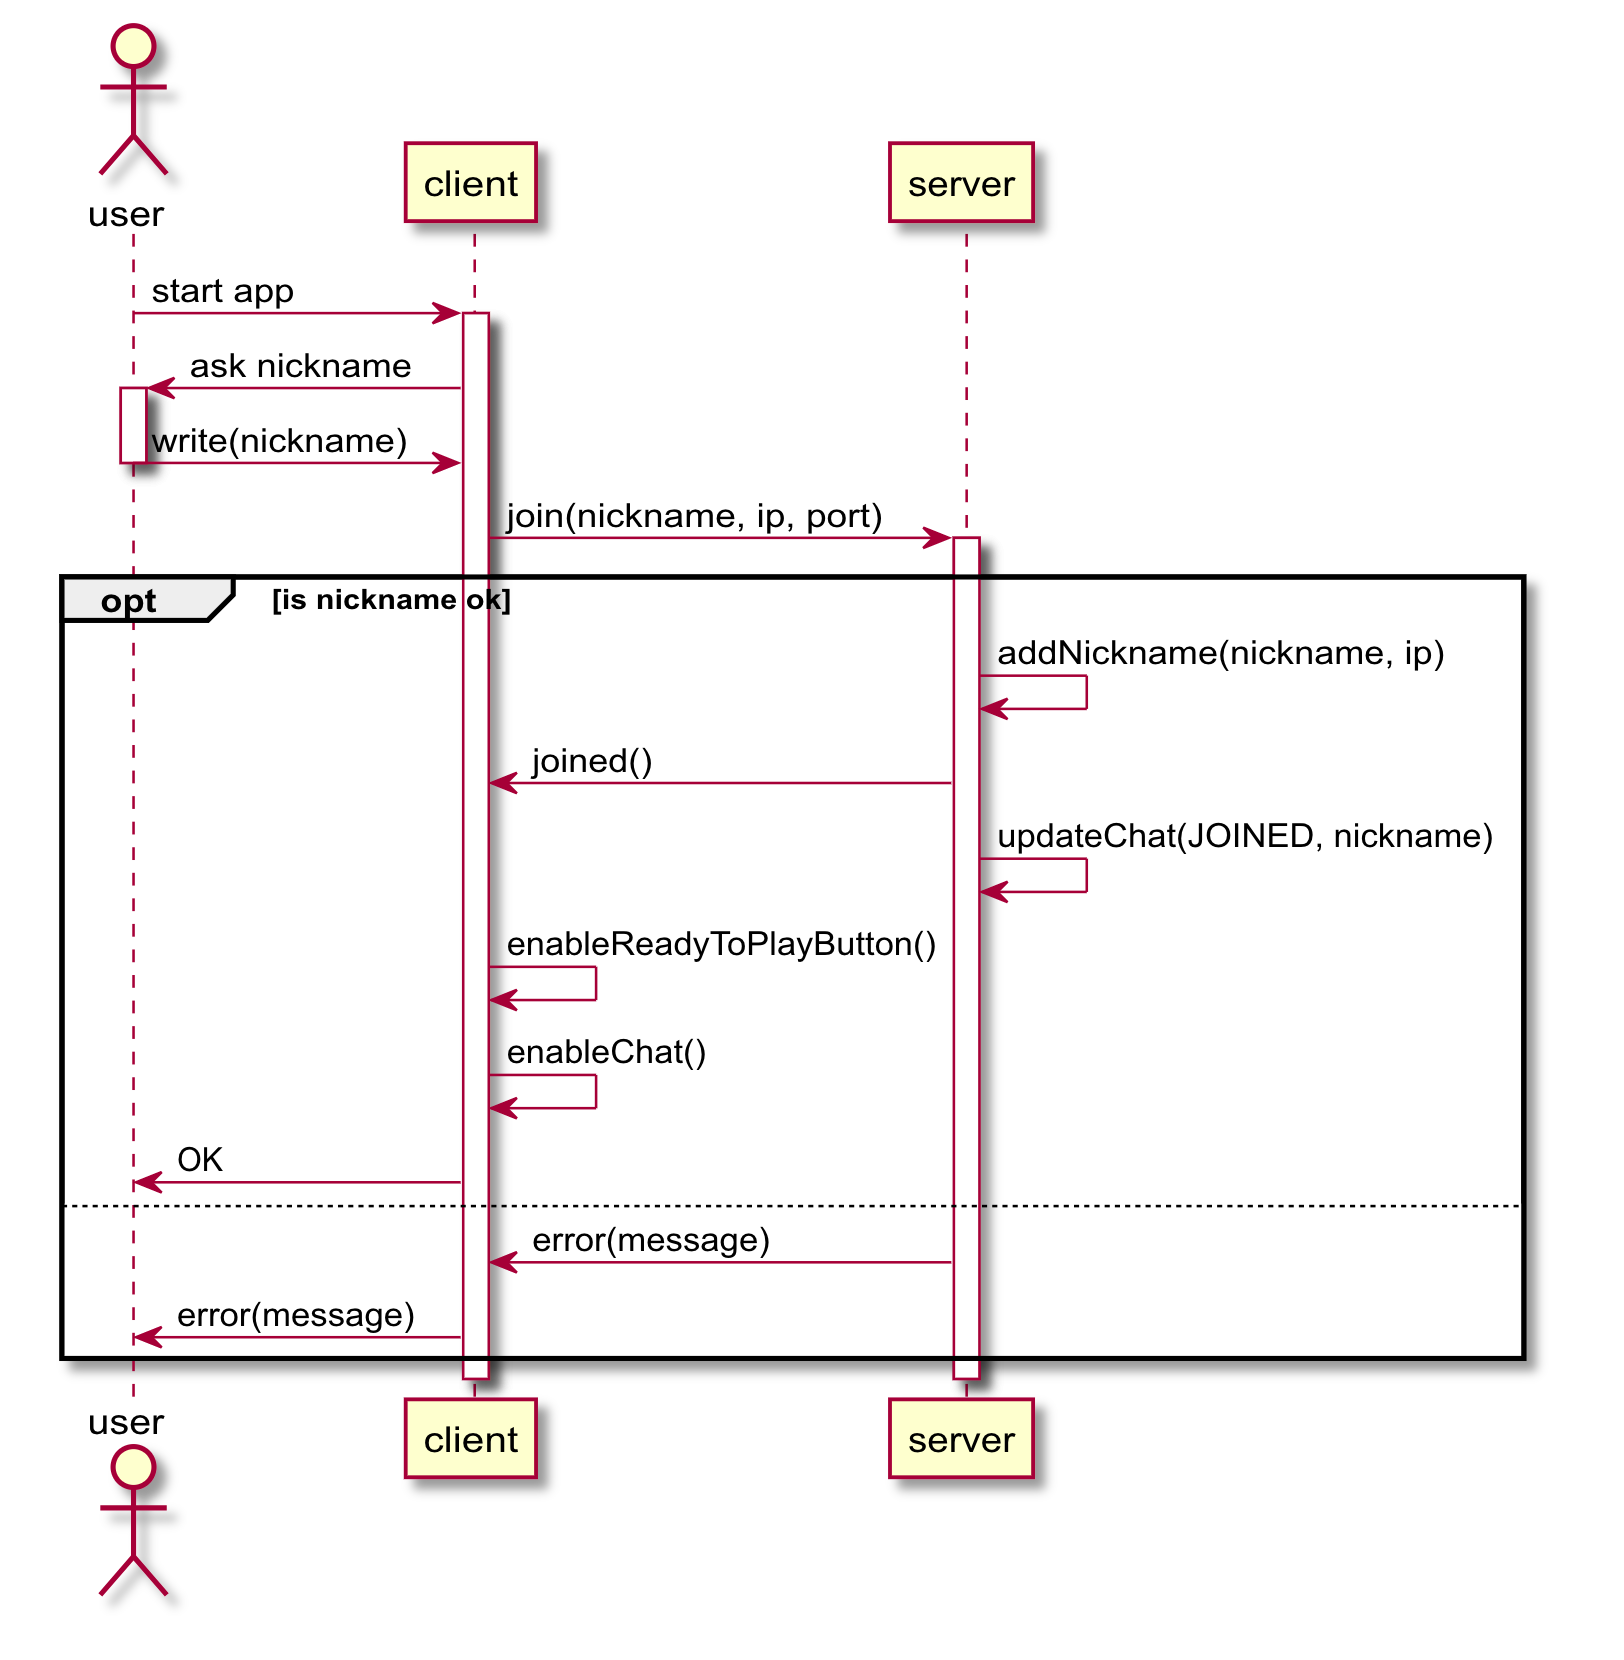 user
client
server
start app
ask nickname
write(nickname)
join(nickname, ip, port)
opt
[is nickname ok]
addNickname(nickname, ip)
joined()
updateChat(JOINED, nickname)
enableReadyToPlayButton()
enableChat()
OK
error(message)
error(message)
user
client
server